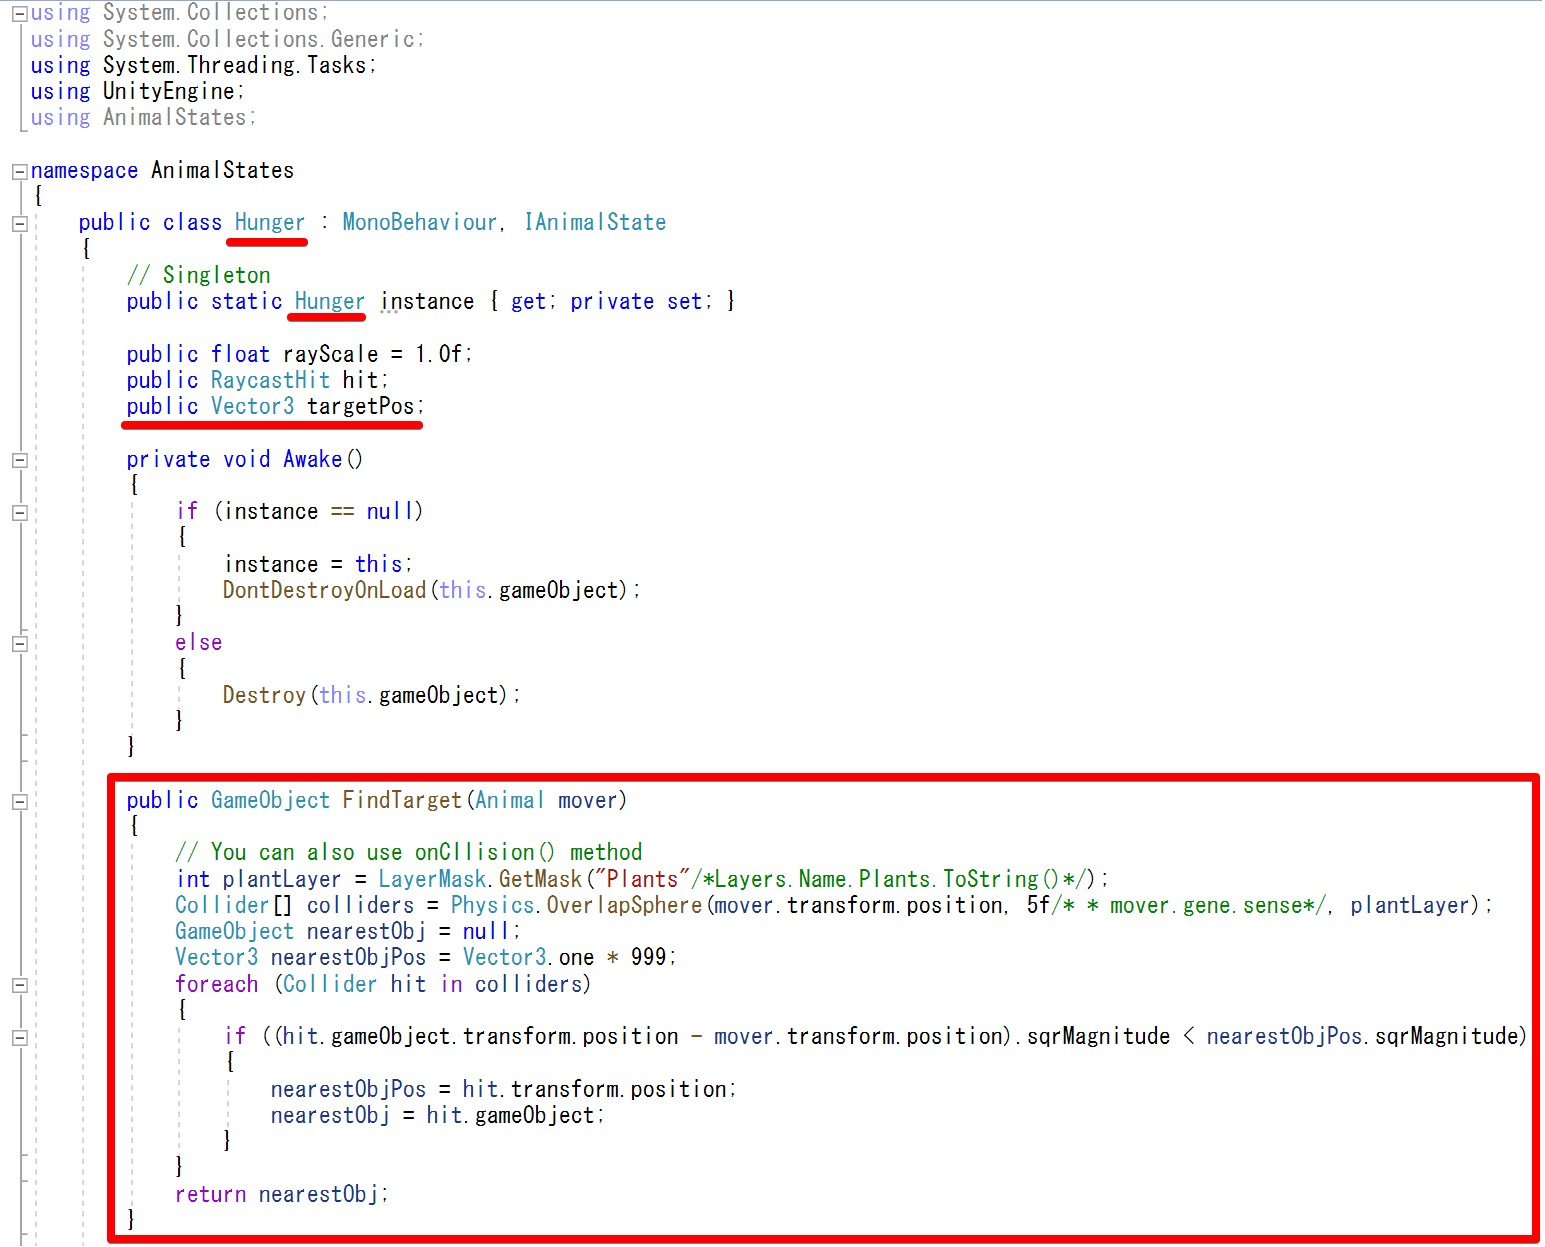 using System.Collections;
using System.Collections.Generic;
using System.Threading.Tasks;
using UnityEngine;
using AnimalStates;
namespace AnimalStates
{
public class Hunger : MonoBehaviour, IAnimalState
{
// Singleton
public static Hunger instance { get; private set; }
public float rayScale = 1.0f;
public RaycastHit hit;
public Vector3 targetPos;
private void Awake()
{
if (instance == null)
{
instance = this;
DontDestroyOnLoad(this.gameObject);
}
else
{
Destroy(this.gameObject);
}
}
public GameObject FindTarget(Animal mover)
{
// You can also use onCllision() method
int plantLayer = LayerMask.GetMask("Plants"/*Layers.Name.Plants.ToString()*/);
Collider[] colliders = Physics.OverlapSphere(mover.transform.position, 5f/* * mover.gene.sense*/, plantLayer);
GameObject nearestObj = null;
Vector3 nearestObjPos = Vector3.one * 999;
foreach (Collider hit in colliders)
{
if ((hit.gameObject.transform.position - mover.transform.position).sqrMagnitude < nearestObjPos.sqrMagnitude)
{
nearestObjPos = hit.transform.position;
nearestObj = hit.gameObject;
}
}
return nearestObj;
}